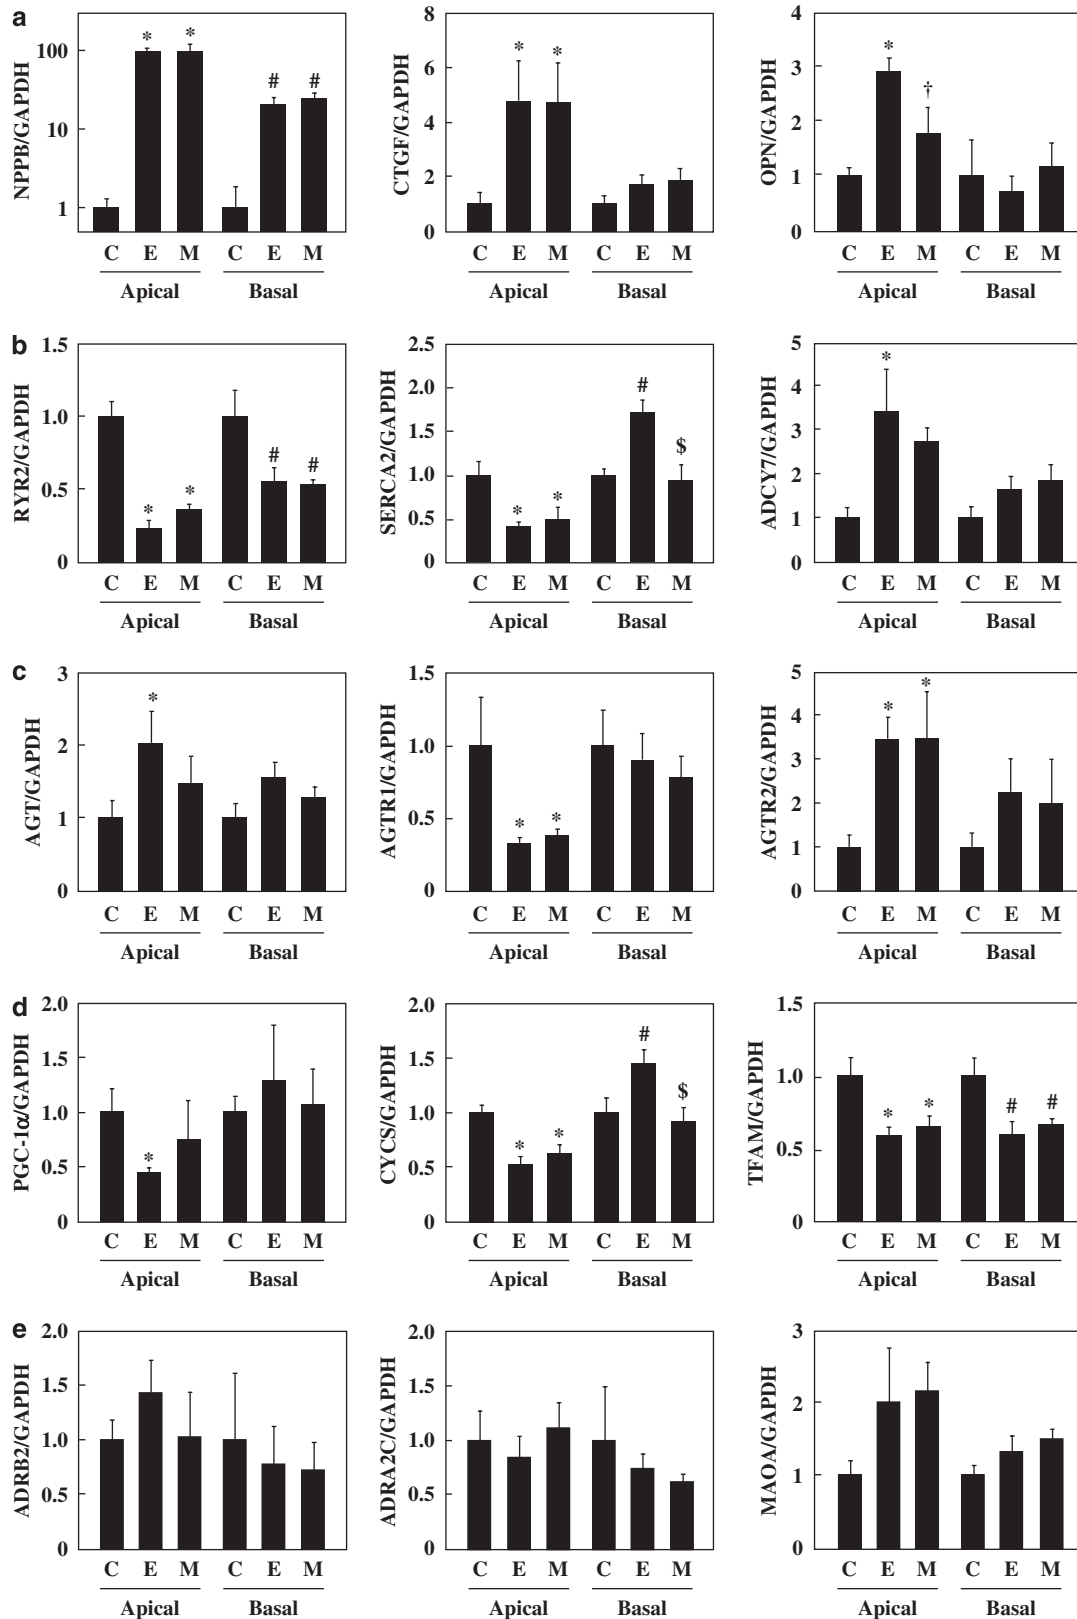 a
NPPB/GAPDH
100
10
1
* * # #
C E M C E M
Apical Basal
CTGF/GAPDH
8
6
4
2
0
* *
C E M C E M
Apical Basal
OPN/GAPDH
4
3
2
1
0
* †
C E M C E M
Apical Basal
b
RYR2/GAPDH
1.5
1.0
0.5
0
* * # #
C E M C E M
Apical Basal
SERCA2/GAPDH
2.5
2.0
1.5
1.0
0.5
0
* * # $
C E M C E M
Apical Basal
ADCY7/GAPDH
5
4
3
2
1
0
*
C E M C E M
Apical Basal
c
AGT/GAPDH
3
2
1
0
*
C E M C E M
Apical Basal
AGTR1/GAPDH
1.5
1.0
0.5
0
* *
C E M C E M
Apical Basal
AGTR2/GAPDH
5
4
3
2
1
0
* *
C E M C E M
Apical Basal
d
PGC-1α/GAPDH
2.0
1.5
1.0
0.5
0
*
C E M C E M
Apical Basal
CYCS/GAPDH
2.0
1.5
1.0
0.5
0
* * # $
C E M C E M
Apical Basal
TFAM/GAPDH
1.5
1.0
0.5
0
* * # #
C E M C E M
Apical Basal
e
ADRB2/GAPDH
2.0
1.5
1.0
0.5
0
C E M C E M
Apical Basal
ADRA2C/GAPDH
2.0
1.5
1.0
0.5
0
C E M C E M
Apical Basal
MAOA/GAPDH
3
2
1
0
C E M C E M
Apical Basal